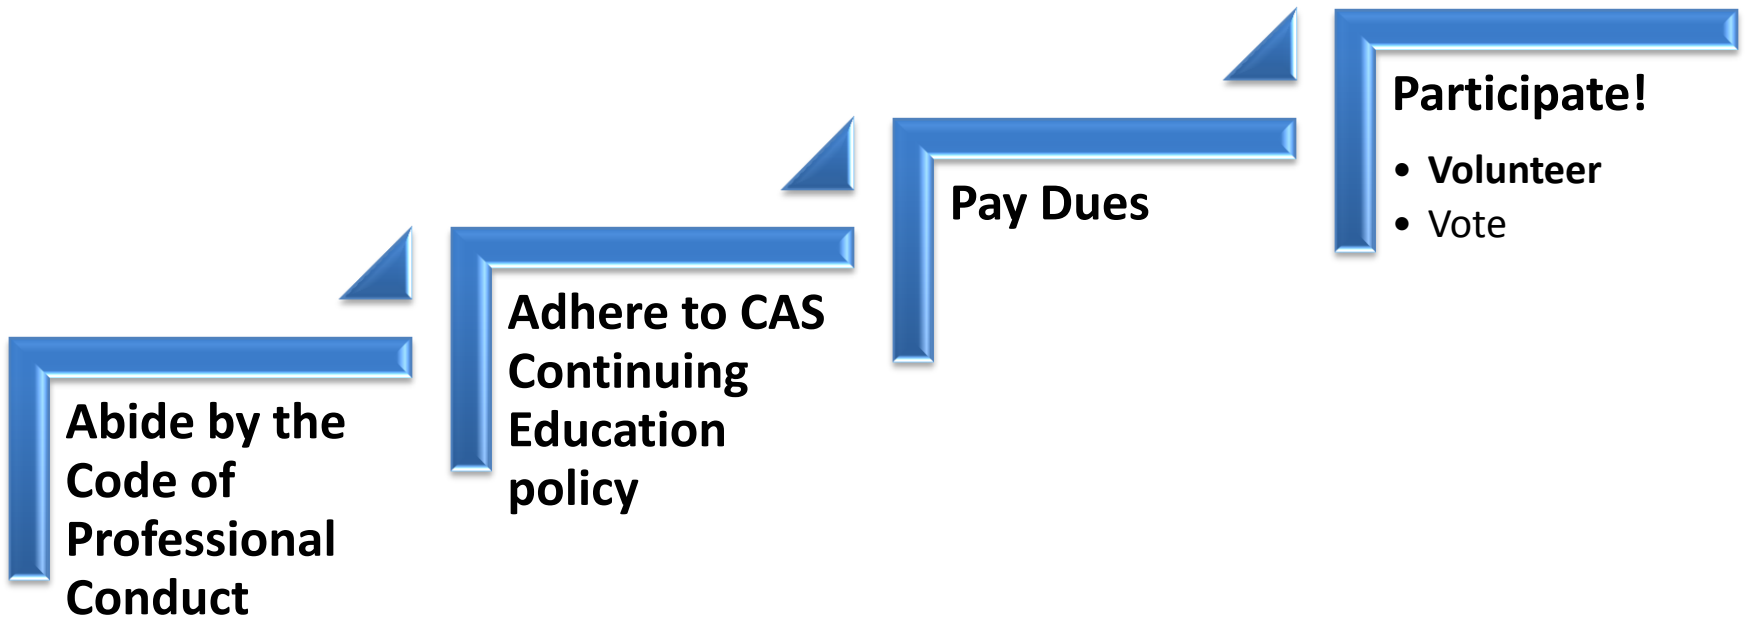 Abide by the
Code of
Professional
Conduct
Adhere to CAS
Continuing
Education
policy
Pay Dues
Participate!
• Volunteer
• Vote